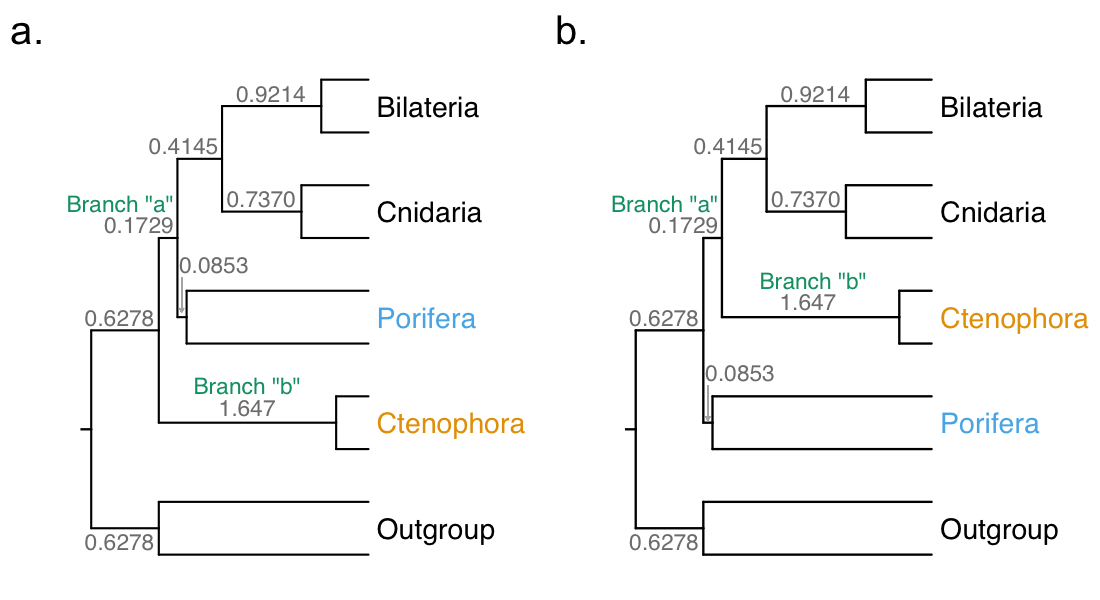 a.
0.9214
Bilateria
0.4145
Branch "a"
0.1729
0.7370
Cnidaria
0.0853
0.6278
Porifera
Branch "b"
1.647
Ctenophora
0.6278
Outgroup
b.
0.9214
Bilateria
0.4145
Branch "a"
0.1729
0.7370
Cnidaria
Branch "b"
1.647
0.6278
Ctenophora
0.0853
Porifera
0.6278
Outgroup